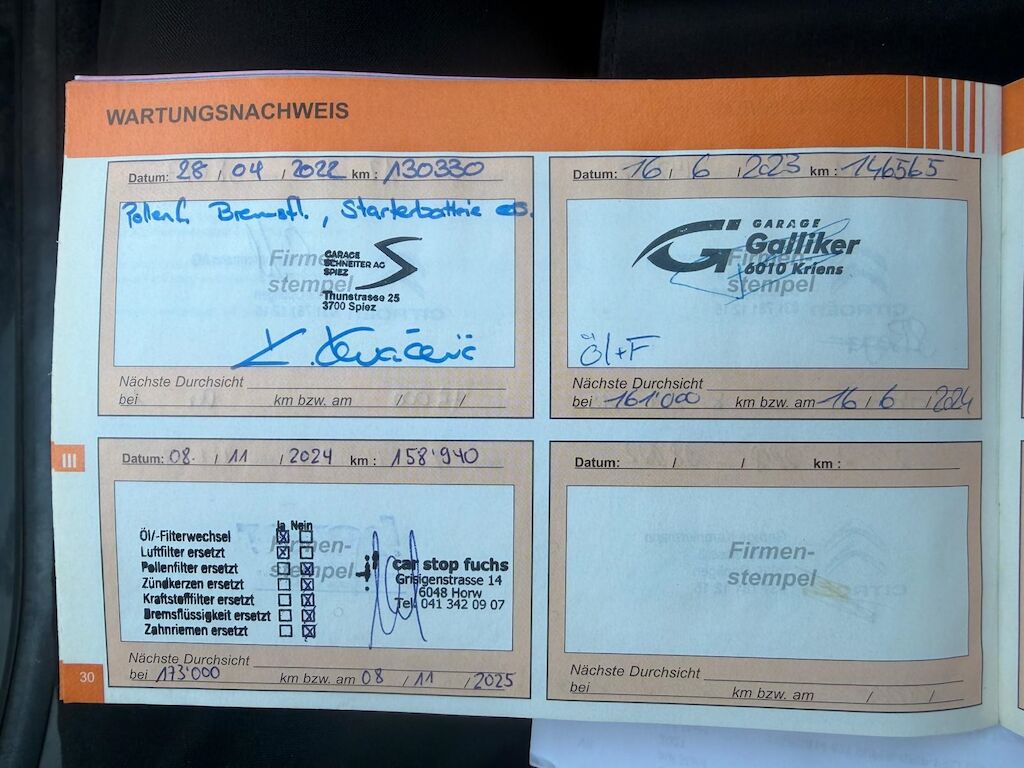 WARTUNGSNACHWEIS
Datum: 28 / 04 / 2022 km : 130330
Bremsfl., Starterbatterie
GARAGE
SCHNEITER AG
SPIEZ
Firmen-
stempel
Thunstrasse 25
3700 Spiez
Nächste Durchsicht
bei km bzw. am / /
Datum: 16 / 6 / 2023 km : 146565
GARAGE
Galliker
6010 Kriens
Firmen-
stempel
Öl+F
Nächste Durchsicht
bei 161'000 km bzw. am 16 / 6 / 2024
III
Datum: 08. / 11 / 2024 km : 158'940
Ja Nein
Öl/-Filterwechsel
Luftfilter ersetzt
Pollenfilter ersetzt
Zündkerzen ersetzt
Kraftstofffilter ersetzt
Bremsflüssigkeit ersetzt
Zahnriemen ersetzt
Firmen-
stempel
car stop fuchs
Grisigenstrasse 14
6048 Horw
Tel. 041 342 09 07
Nächste Durchsicht
bei 173'000 km bzw. am 08 / 11 / 2025
Datum: / / km :
Firmen-
stempel
Nächste Durchsicht
bei km bzw. am / /
30